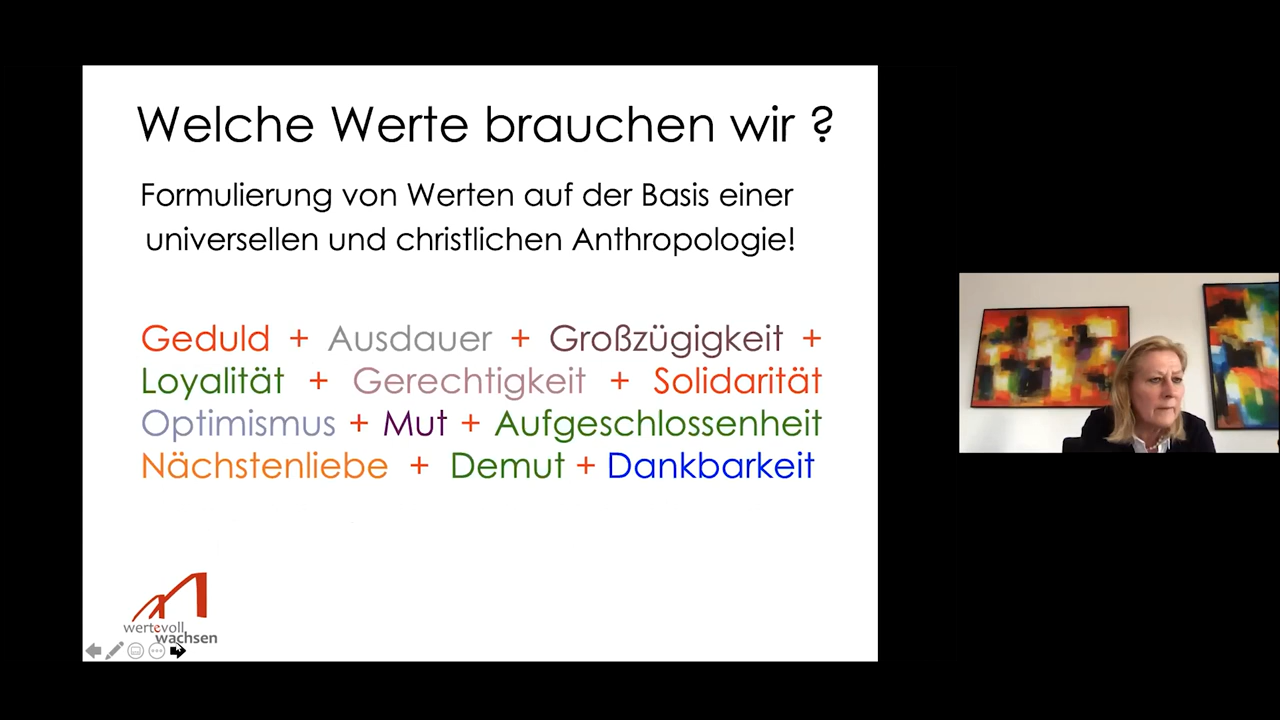 Welche Werte brauchen wir ?
Formulierung von Werten auf der Basis einer
universellen und christlichen Anthropologie!
Geduld + Ausdauer + Großzügigkeit +
Loyalität + Gerechtigkeit + Solidarität
Optimismus + Mut + Aufgeschlossenheit
Nächstenliebe + Demut + Dankbarkeit
wertevoll
wachsen